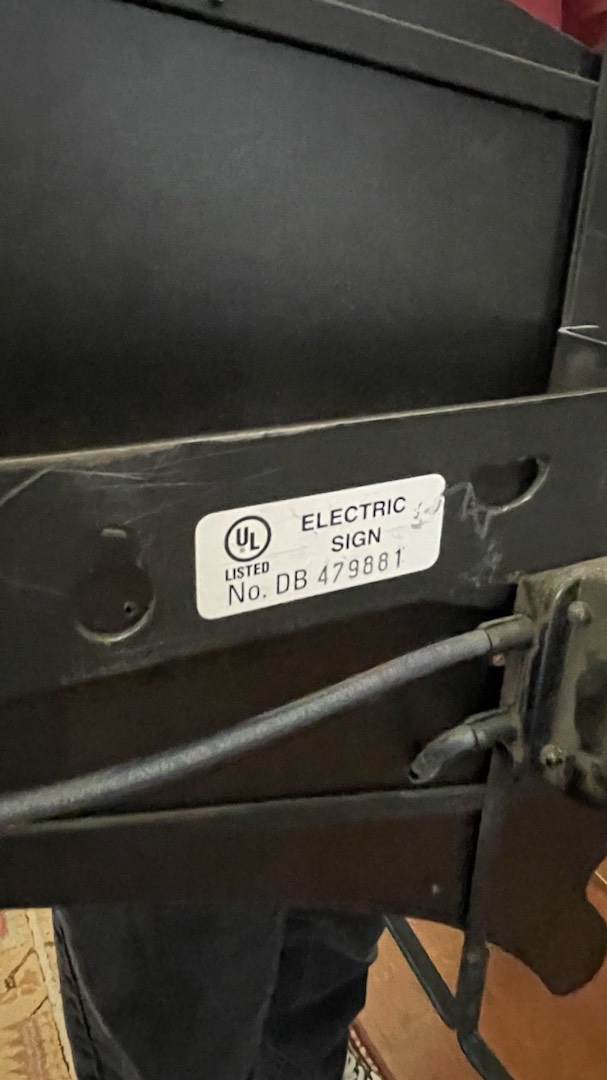 UL
LISTED
ELECTRIC
SIGN
No. DB 479881